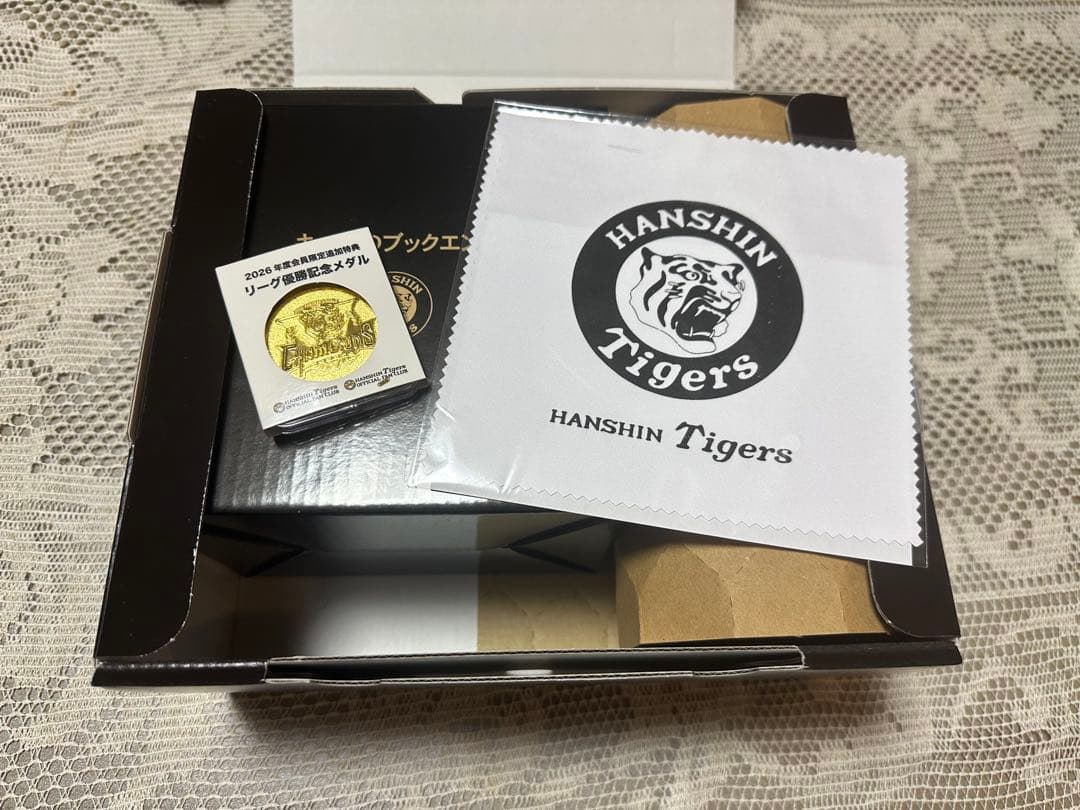 のブックエン
2026年度会員限定追加特典
リーグ優勝記念メダル
Champions
HANSHIN Tigers
OFFICIAL FAN CLUB
HANSHIN Tigers
OFFICIAL FAN CLUB
HANSHIN
Tigers
HANSHIN Tigers